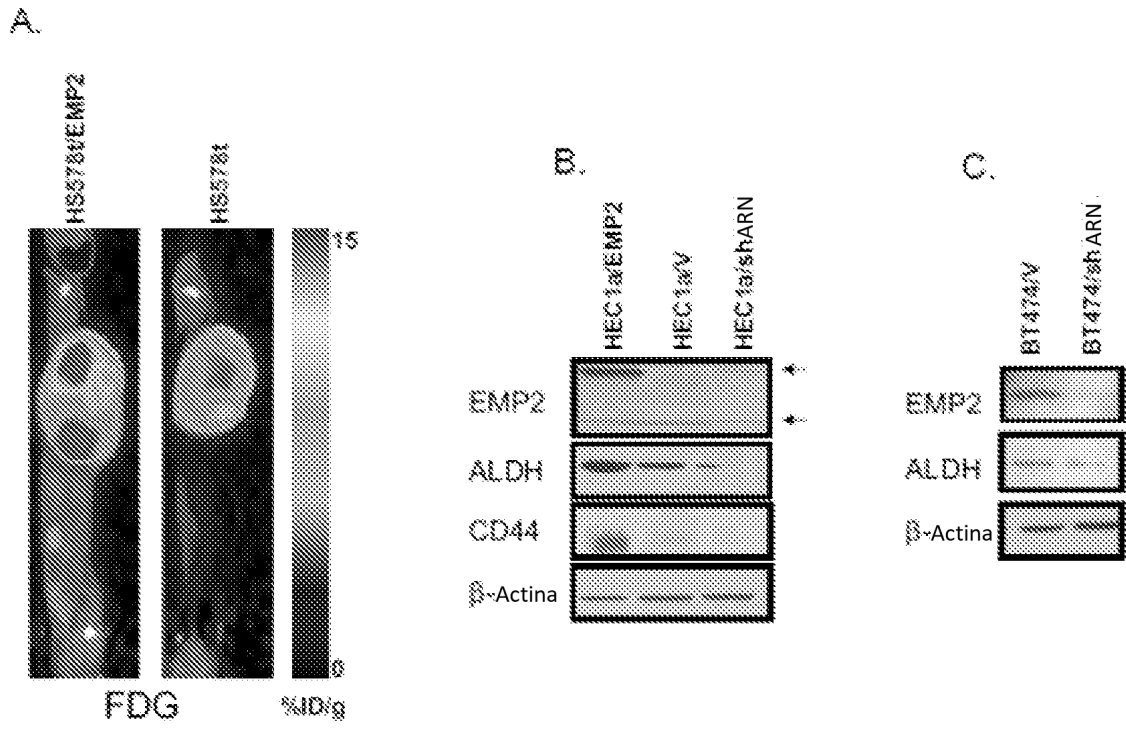 A.
HS578t/EMP2
HS578t
15
0
FDG
%ID/g
B.
HEC1a/EMP2
HEC1a/V
HEC1a/shARN
EMP2
ALDH
CD44
β-Actina
C.
BT474/V
BT474/shARN
EMP2
ALDH
β-Actina